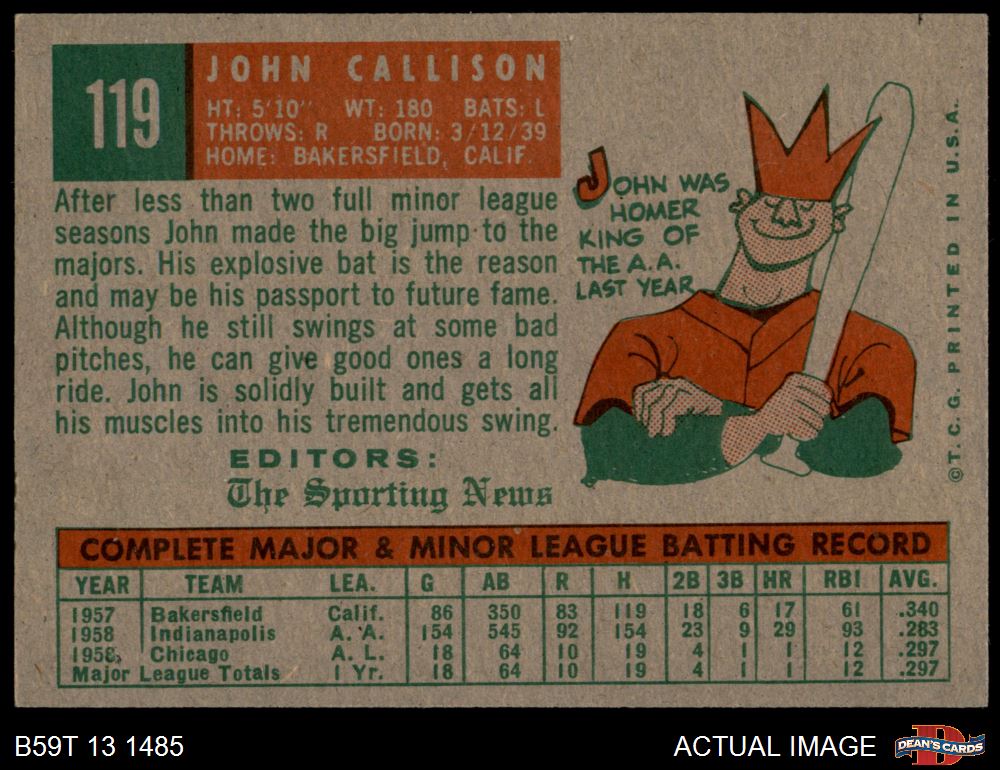 119
JOHN CALLISON
HT: 5'10" WT: 180 BATS: L
THROWS: R BORN: 3/12/39
HOME: BAKERSFIELD, CALIF.
After less than two full minor league
seasons John made the big jump to the
majors. His explosive bat is the reason
and may be his passport to future fame.
Although he still swings at some bad
pitches, he can give good ones a long
ride. John is solidly built and gets all
his muscles into his tremendous swing.
EDITORS:
The Sporting News
JOHN WAS
HOMER
KING OF
THE A.A.
LAST YEAR
©T.C.G. PRINTED IN U.S.A.
COMPLETE MAJOR & MINOR LEAGUE BATTING RECORD
YEAR TEAM LEA. G AB R H 2B 3B HR RBI AVG.
1957 Bakersfield Calif. 86 350 83 119 18 6 17 61 .340
1958 Indianapolis A. A. 154 545 92 154 23 9 29 93 .283
1958 Chicago A. L. 18 64 10 19 4 1 1 12 .297
Major League Totals 1 Yr. 18 64 10 19 4 1 1 12 .297
B59T 13 1485
ACTUAL IMAGE
D
DEAN'S CARDS